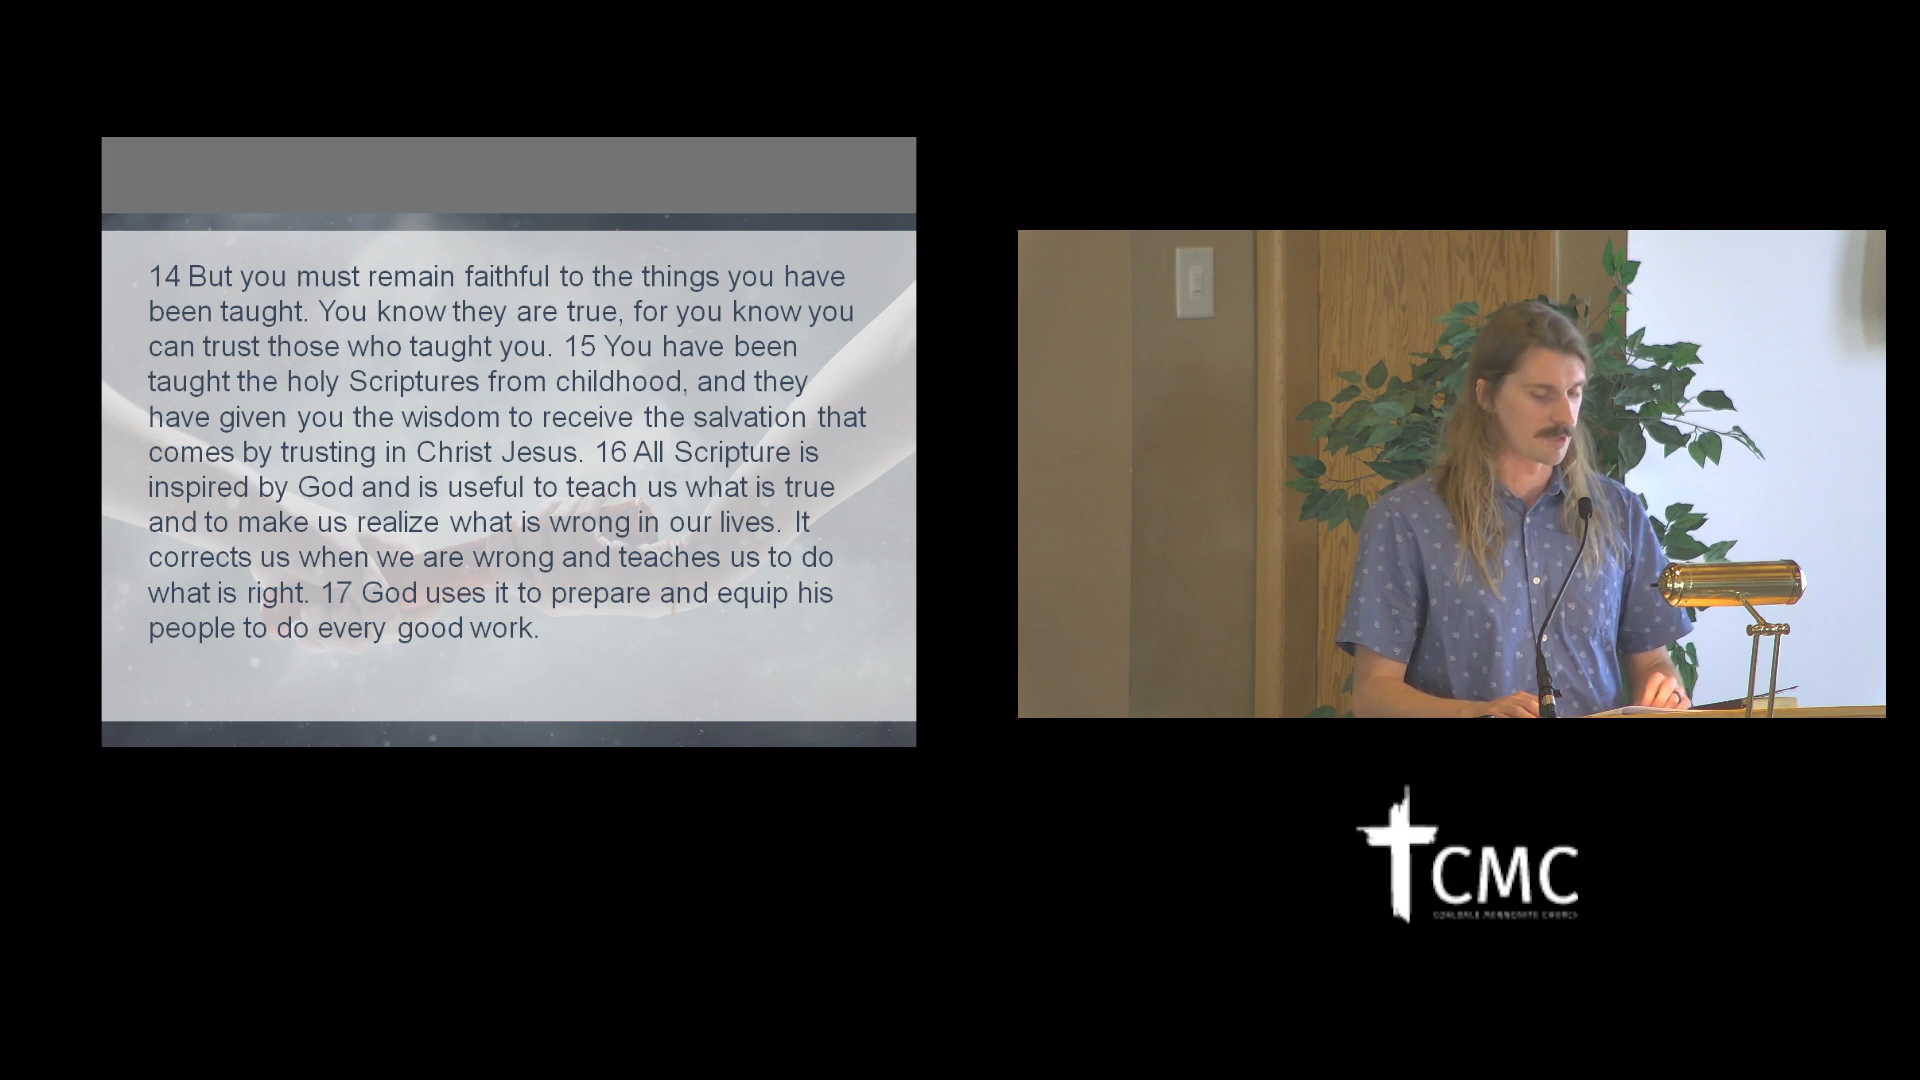 14 But you must remain faithful to the things you have
been taught. You know they are true, for you know you
can trust those who taught you. 15 You have been
taught the holy Scriptures from childhood, and they
have given you the wisdom to receive the salvation that
comes by trusting in Christ Jesus. 16 All Scripture is
inspired by God and is useful to teach us what is true
and to make us realize what is wrong in our lives. It
corrects us when we are wrong and teaches us to do
what is right. 17 God uses it to prepare and equip his
people to do every good work.
CMC
COALDALE MENNONITE CHURCH